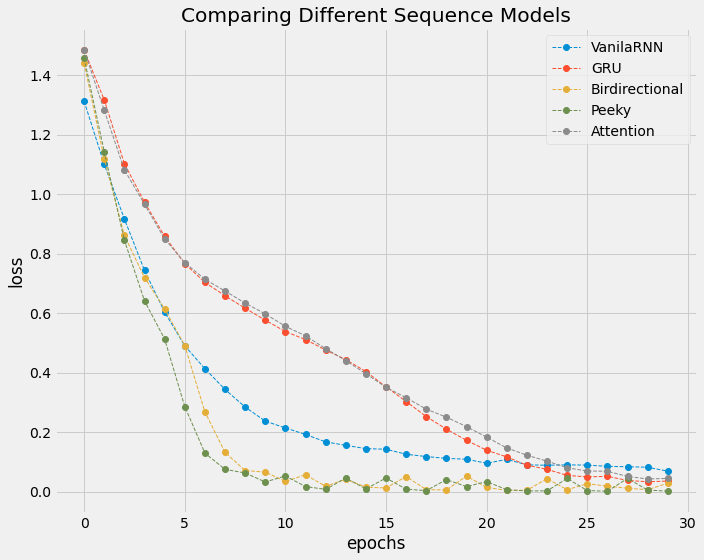 Comparing Different Sequence Models
VanilaRNN
GRU
Birdirectional
Peeky
Attention
loss
1.4
1.2
1.0
0.8
0.6
0.4
0.2
0.0
0
5
10
15
20
25
30
epochs